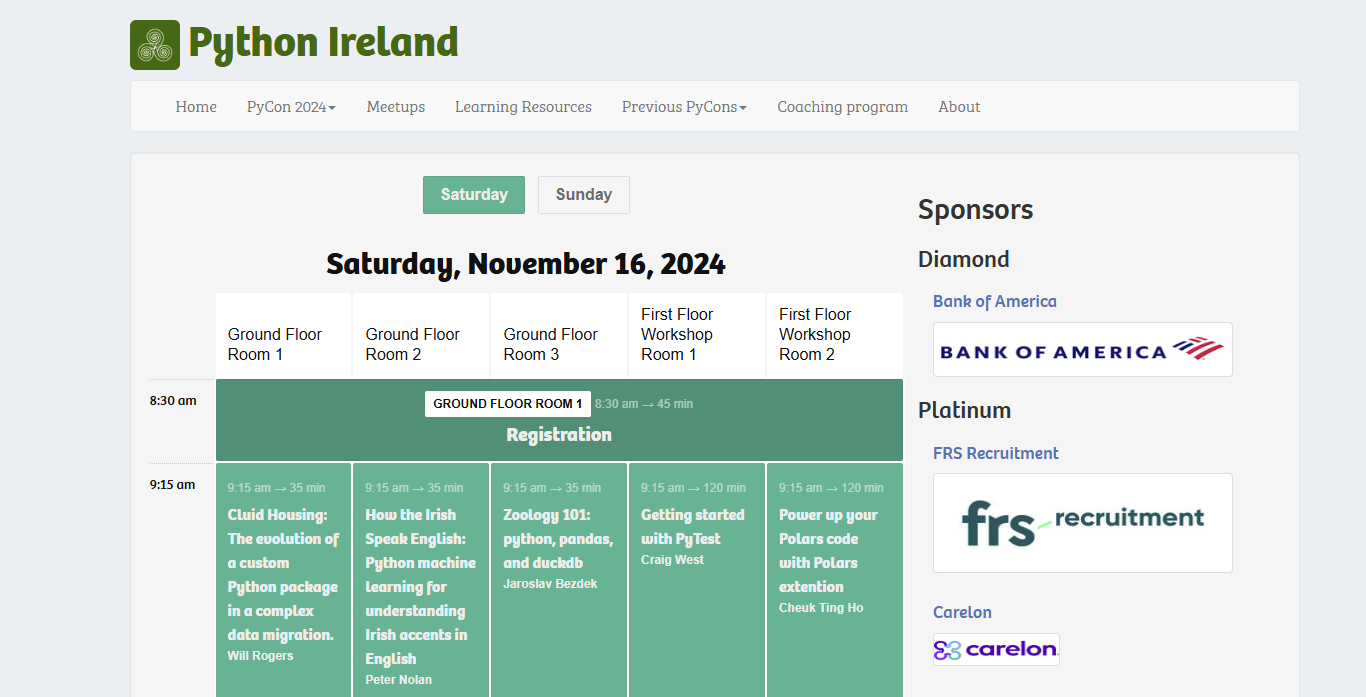 Python Ireland
Home PyCon 2024 Meetups Learning Resources Previous PyCons Coaching program About
Saturday Sunday
Saturday, November 16, 2024
Ground Floor
Room 1
Ground Floor
Room 2
Ground Floor
Room 3
First Floor
Workshop
Room 1
First Floor
Workshop
Room 2
8:30 am
GROUND FLOOR ROOM 1 8:30 am → 45 min
Registration
9:15 am
9:15 am → 35 min
Cluid Housing:
The evolution of
a custom
Python package
in a complex
data migration.
Will Rogers
9:15 am → 35 min
How the Irish
Speak English:
Python machine
learning for
understanding
Irish accents in
English
Peter Nolan
9:15 am → 35 min
Zoology 101:
python, pandas,
and duckdb
Jaroslav Bezdek
9:15 am → 120 min
Getting started
with PyTest
Craig West
9:15 am → 120 min
Power up your
Polars code
with Polars
extention
Cheuk Ting Ho
Sponsors
Diamond
Bank of America
BANK OF AMERICA
Platinum
FRS Recruitment
frs recruitment
Carelon
carelon